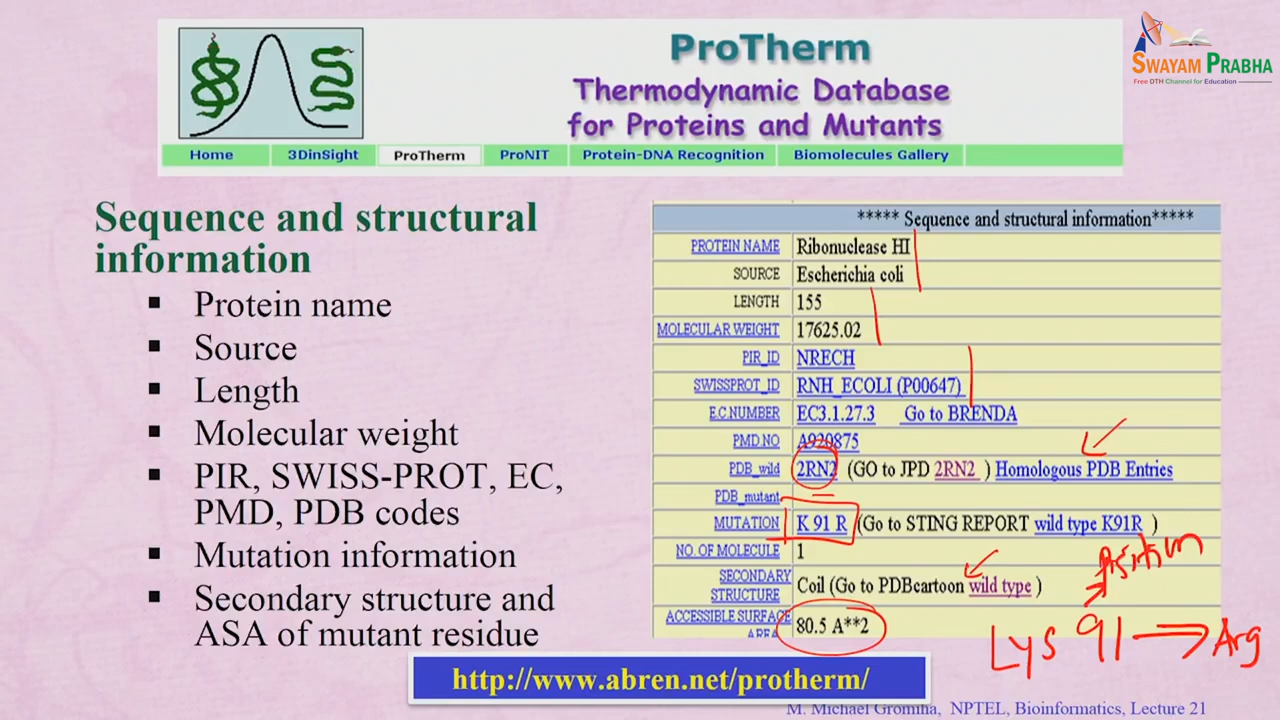 ProTherm
Thermodynamic Database
for Proteins and Mutants
SWAYAM PRABHA
Free DTH Channel for Education
Home 3DinSight ProTherm ProNIT Protein-DNA Recognition Biomolecules Gallery
Sequence and structural
information
▪ Protein name
▪ Source
▪ Length
▪ Molecular weight
▪ PIR, SWISS-PROT, EC,
PMD, PDB codes
▪ Mutation information
▪ Secondary structure and
ASA of mutant residue
***** Sequence and structural information*****
PROTEIN NAME Ribonuclease HI
SOURCE Escherichia coli
LENGTH 155
MOLECULAR WEIGHT 17625.02
PIR_ID NRECH
SWISSPROT_ID RNH_ECOLI (P00647)
E.C.NUMBER EC3.1.27.3 Go to BRENDA
PMD.NO A920875
PDB_wild 2RN2 (GO to JPD 2RN2 ) Homologous PDB Entries
PDB_mutant
MUTATION K 91 R (Go to STING REPORT wild type K91R )
NO. OF MOLECULE 1
SECONDARY
STRUCTURE Coil (Go to PDBcartoon wild type )
ACCESSIBLE SURFACE
AREA 80.5 A**2
Position
Lys 91 → Arg
http://www.abren.net/protherm/
M. Michael Gromiha, NPTEL, Bioinformatics, Lecture 21